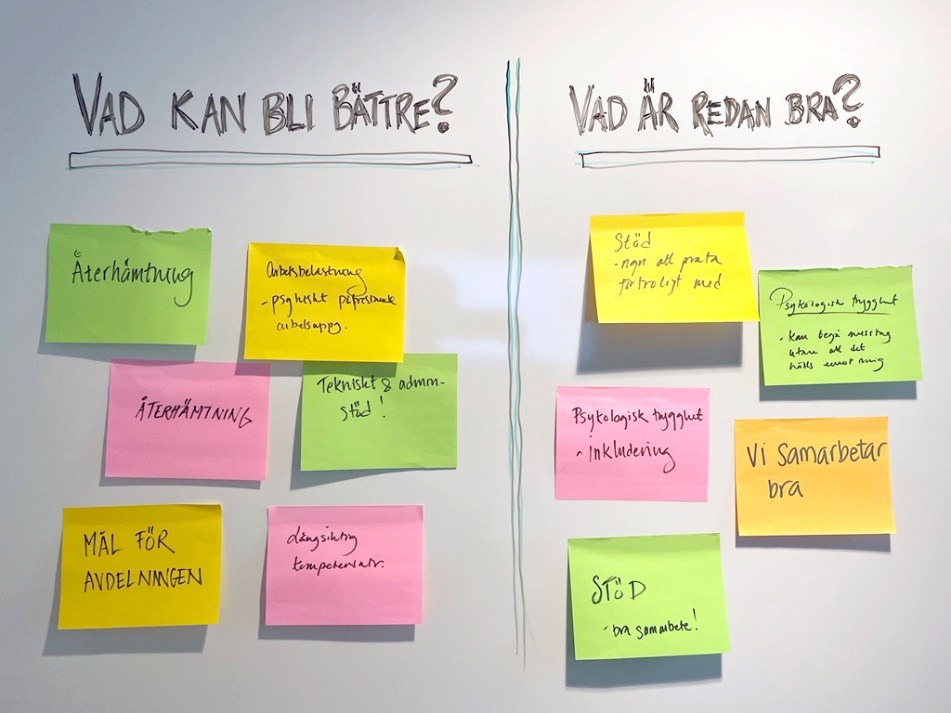 VAD KAN BLI BÄTTRE?
Återhämtning
Arbetsbelastning
- psykiskt påfrestande
arbetsuppg.
ÅTERHÄMTNING
Tekniskt & admin-
stöd!
MÅL FÖR
AVDELNINGEN
Långsiktig
kompetensutv.
VAD ÄR REDAN BRA?
Stöd
- ngn att prata
förtroligt med
Psykologisk trygghet
- kan begå misstag
utan att det
hålls emot mig
Psykologisk trygghet
- inkludering
Vi samarbetar
bra
STÖD
- bra samarbete!